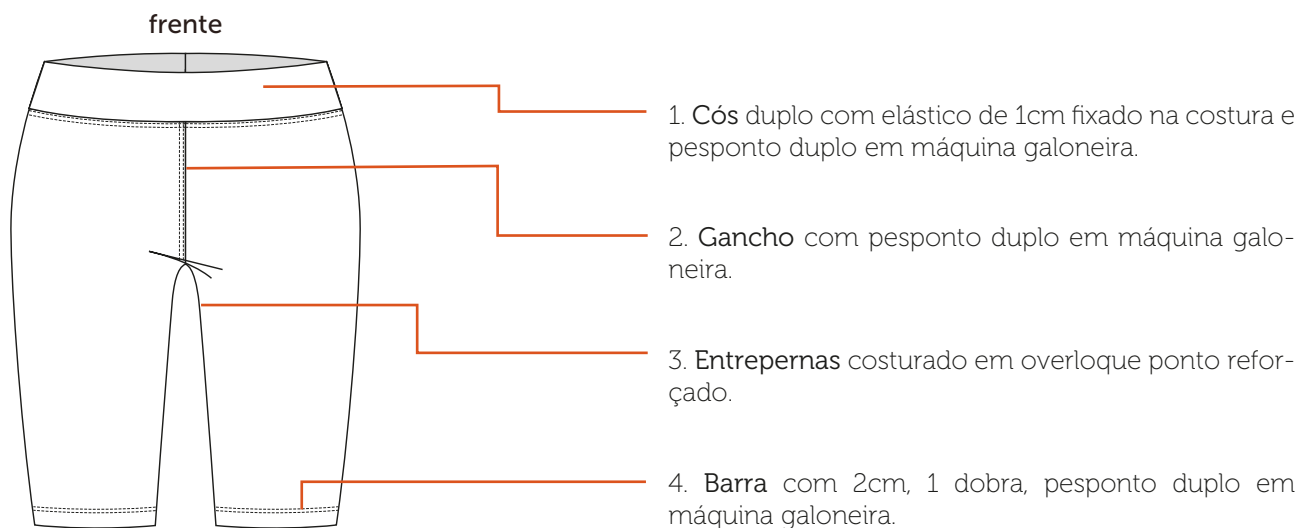 frente
1. Cós duplo com elástico de 1cm fixado na costura e
pesponto duplo em máquina galoneira.
2. Gancho com pesponto duplo em máquina galo-
neira.
3. Entrepernas costurado em overloque ponto refor-
çado.
4. Barra com 2cm, 1 dobra, pesponto duplo em
máquina galoneira.